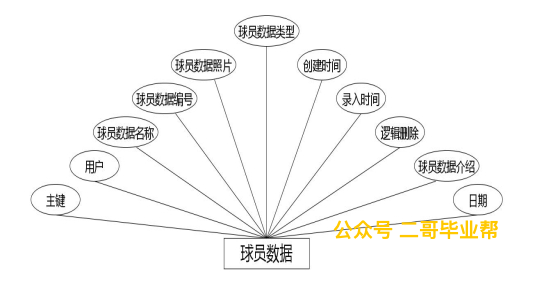 球员数据类型
球员数据照片
创建时间
球员数据编号
录入时间
球员数据名称
逻辑删除
用户
球员数据介绍
主键
日期
公众号 二哥毕业帮
球员数据